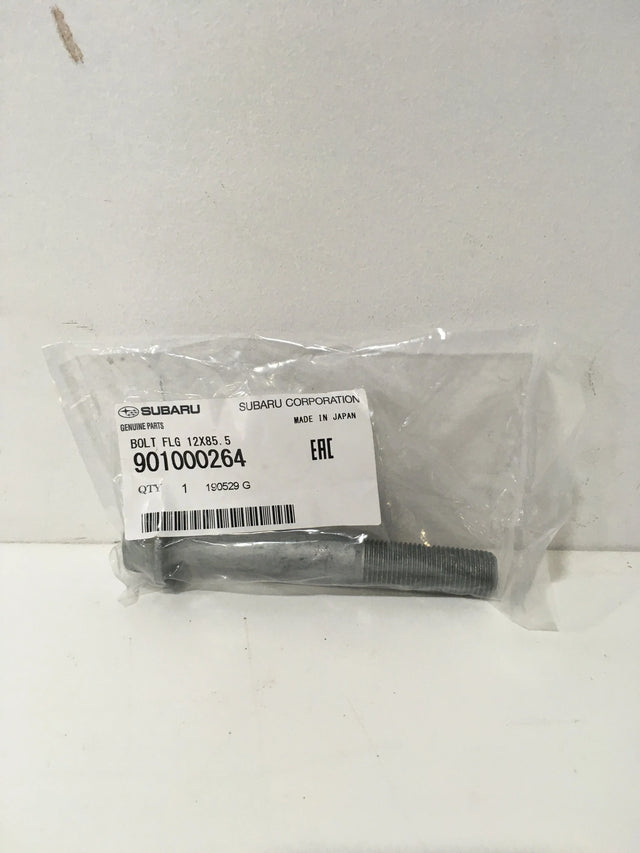 SUBARU
SUBARU CORPORATION
GENUINE PARTS
MADE IN JAPAN
BOLT FLG 12X85.5
901000264
EAC
QTY 1 190529 G